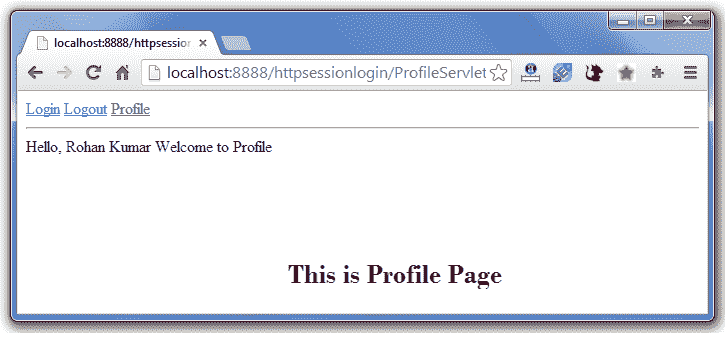 localhost:8888/httpsession
localhost:8888/httpsessionlogin/ProfileServlet
Login Logout Profile
Hello, Rohan Kumar Welcome to Profile
This is Profile Page